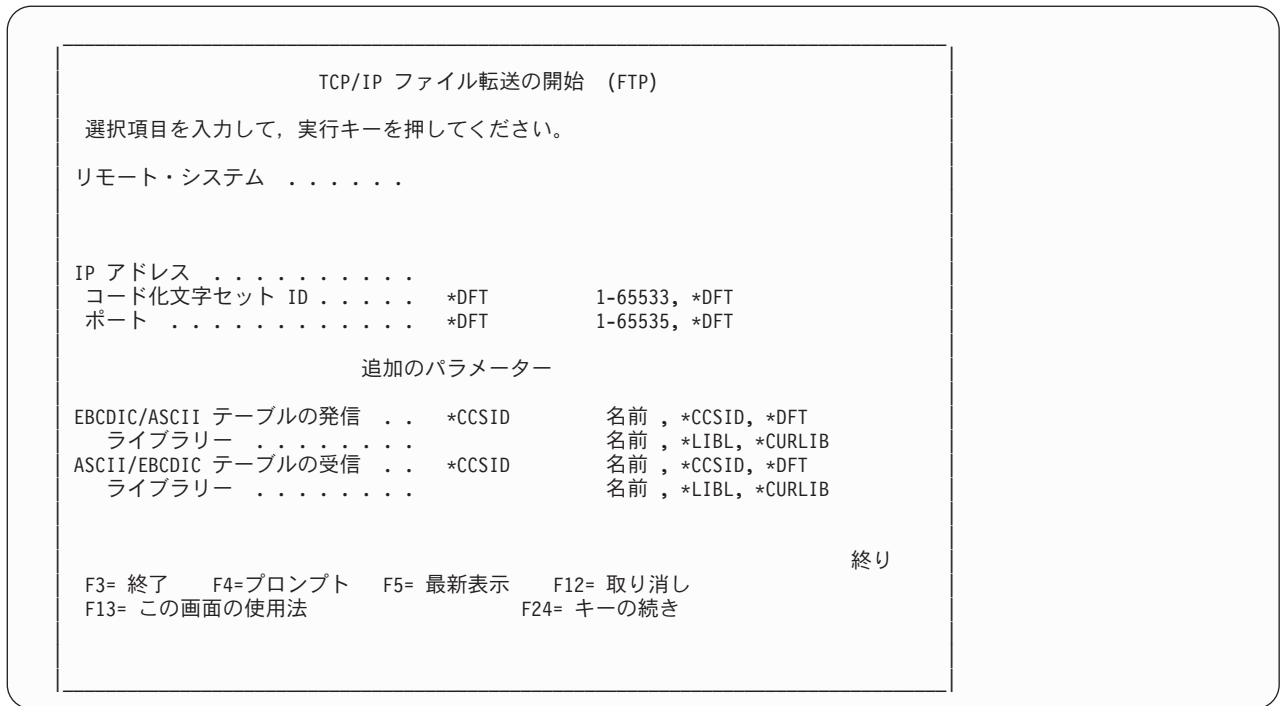 TCP/IP ファイル転送の開始 (FTP)
選択項目を入力して, 実行キーを押してください。
リモート・システム . . . . . .
IP アドレス . . . . . . . . . .
コード化文字セット ID . . . . . *DFT 1-65533, *DFT
ポート . . . . . . . . . . . . *DFT 1-65535, *DFT
追加のパラメーター
EBCDIC/ASCII テーブルの発信 . . *CCSID 名前 , *CCSID, *DFT
ライブラリー . . . . . . . . 名前 , *LIBL, *CURLIB
ASCII/EBCDIC テーブルの受信 . . *CCSID 名前 , *CCSID, *DFT
ライブラリー . . . . . . . . 名前 , *LIBL, *CURLIB
終り
F3= 終了 F4=プロンプト F5= 最新表示 F12= 取り消し
F13= この画面の使用法 F24= キーの続き